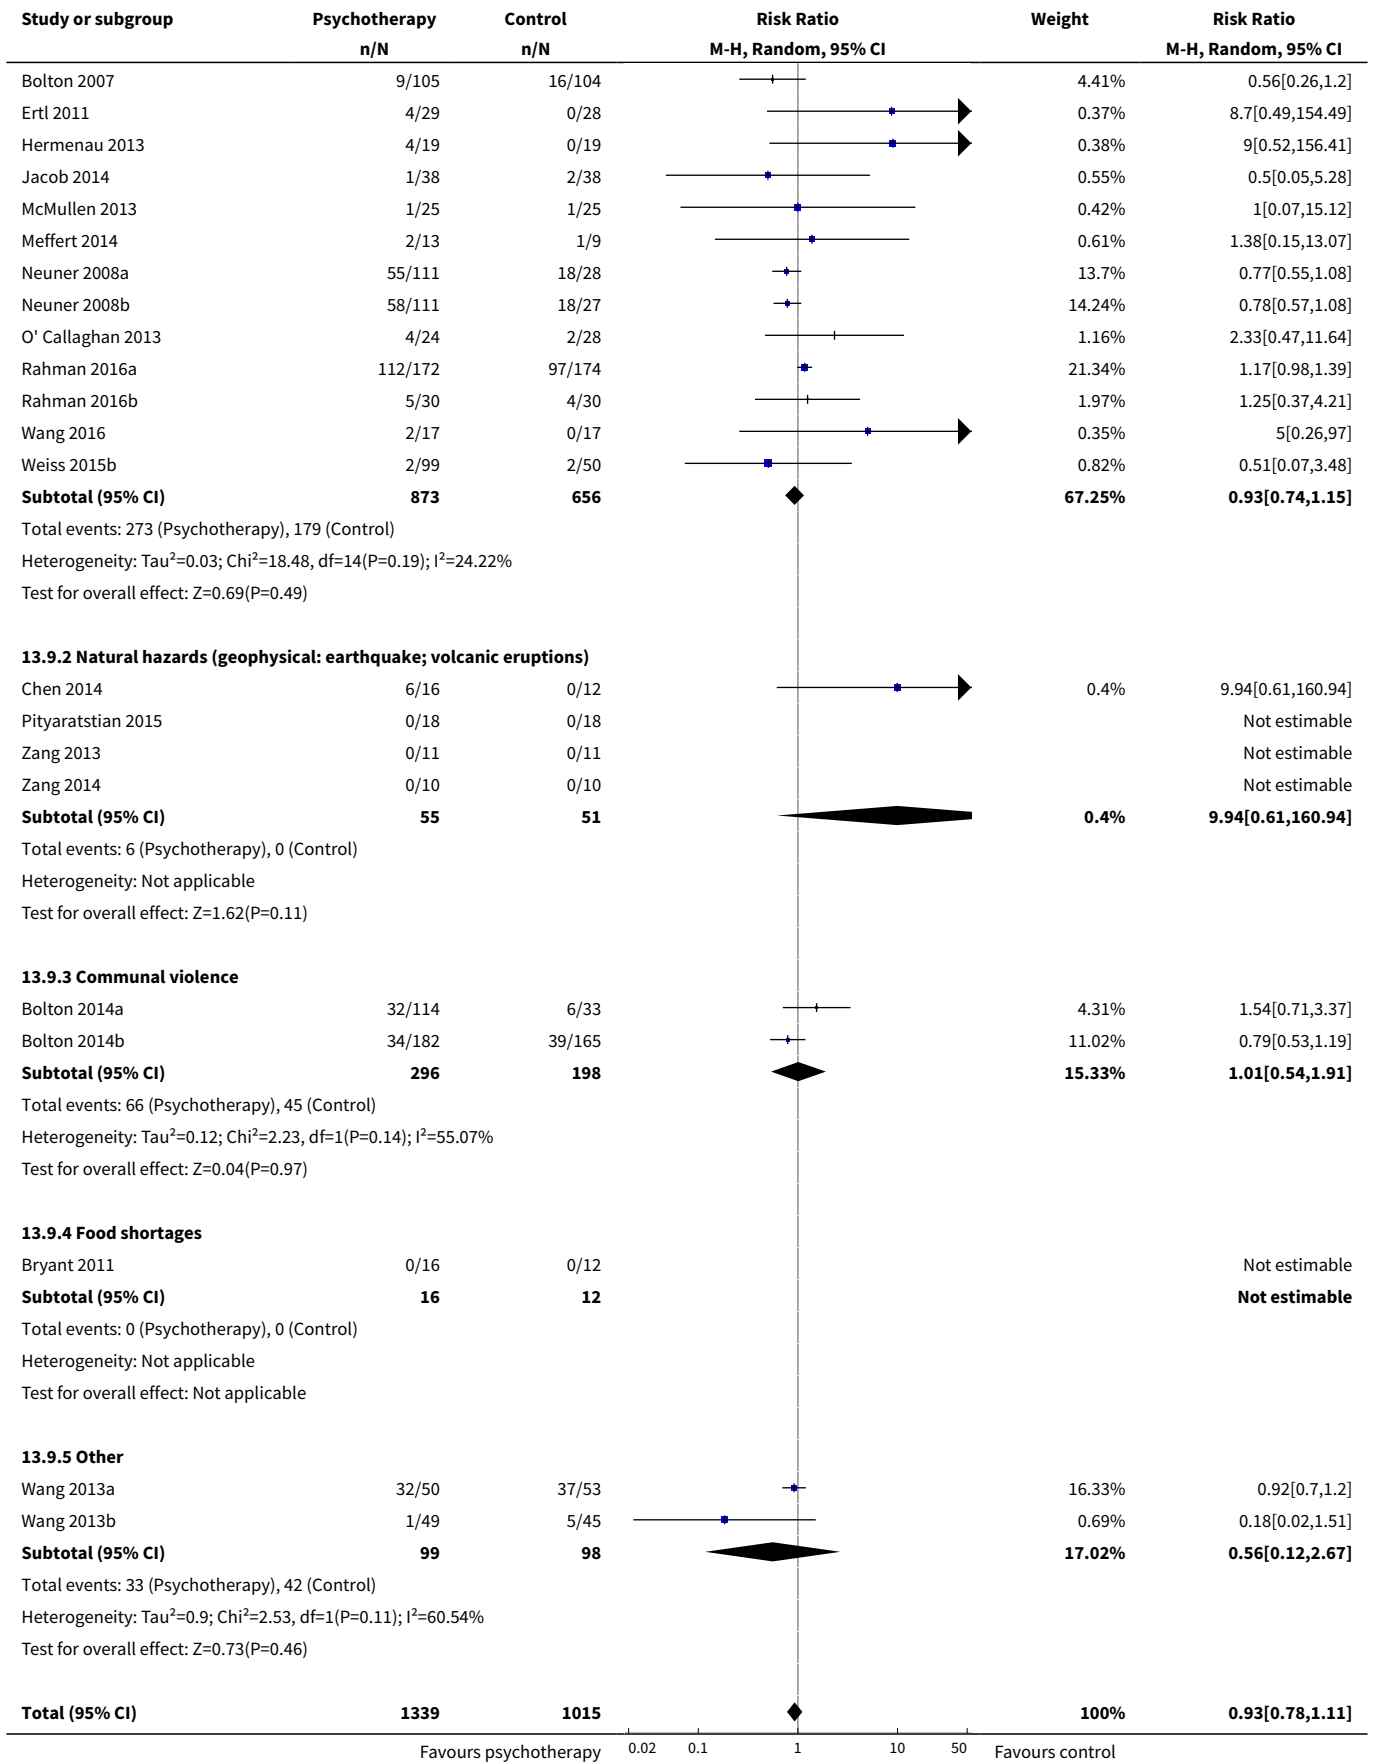 Study or subgroup Psychotherapy Control Risk Ratio Weight Risk Ratio
n/N n/N M-H, Random, 95% CI M-H, Random, 95% CI
Bolton 2007 9/105 16/104 4.41% 0.56[0.26,1.2]
Ertl 2011 4/29 0/28 0.37% 8.7[0.49,154.49]
Hermenau 2013 4/19 0/19 0.38% 9[0.52,156.41]
Jacob 2014 1/38 2/38 0.55% 0.5[0.05,5.28]
McMullen 2013 1/25 1/25 0.42% 1[0.07,15.12]
Meffert 2014 2/13 1/9 0.61% 1.38[0.15,13.07]
Neuner 2008a 55/111 18/28 13.7% 0.77[0.55,1.08]
Neuner 2008b 58/111 18/27 14.24% 0.78[0.57,1.08]
O' Callaghan 2013 4/24 2/28 1.16% 2.33[0.47,11.64]
Rahman 2016a 112/172 97/174 21.34% 1.17[0.98,1.39]
Rahman 2016b 5/30 4/30 1.97% 1.25[0.37,4.21]
Wang 2016 2/17 0/17 0.35% 5[0.26,97]
Weiss 2015b 2/99 2/50 0.82% 0.51[0.07,3.48]
Subtotal (95% CI) 873 656 67.25% 0.93[0.74,1.15]
Total events: 273 (Psychotherapy), 179 (Control)
Heterogeneity: Tau²=0.03; Chi²=18.48, df=14(P=0.19); I²=24.22%
Test for overall effect: Z=0.69(P=0.49)
13.9.2 Natural hazards (geophysical: earthquake; volcanic eruptions)
Chen 2014 6/16 0/12 0.4% 9.94[0.61,160.94]
Pityaratstian 2015 0/18 0/18 Not estimable
Zang 2013 0/11 0/11 Not estimable
Zang 2014 0/10 0/10 Not estimable
Subtotal (95% CI) 55 51 0.4% 9.94[0.61,160.94]
Total events: 6 (Psychotherapy), 0 (Control)
Heterogeneity: Not applicable
Test for overall effect: Z=1.62(P=0.11)
13.9.3 Communal violence
Bolton 2014a 32/114 6/33 4.31% 1.54[0.71,3.37]
Bolton 2014b 34/182 39/165 11.02% 0.79[0.53,1.19]
Subtotal (95% CI) 296 198 15.33% 1.01[0.54,1.91]
Total events: 66 (Psychotherapy), 45 (Control)
Heterogeneity: Tau²=0.12; Chi²=2.23, df=1(P=0.14); I²=55.07%
Test for overall effect: Z=0.04(P=0.97)
13.9.4 Food shortages
Bryant 2011 0/16 0/12 Not estimable
Subtotal (95% CI) 16 12 Not estimable
Total events: 0 (Psychotherapy), 0 (Control)
Heterogeneity: Not applicable
Test for overall effect: Not applicable
13.9.5 Other
Wang 2013a 32/50 37/53 16.33% 0.92[0.7,1.2]
Wang 2013b 1/49 5/45 0.69% 0.18[0.02,1.51]
Subtotal (95% CI) 99 98 17.02% 0.56[0.12,2.67]
Total events: 33 (Psychotherapy), 42 (Control)
Heterogeneity: Tau²=0.9; Chi²=2.53, df=1(P=0.11); I²=60.54%
Test for overall effect: Z=0.73(P=0.46)
Total (95% CI) 1339 1015 100% 0.93[0.78,1.11]
Favours psychotherapy 0.02 0.1 1 10 50 Favours control